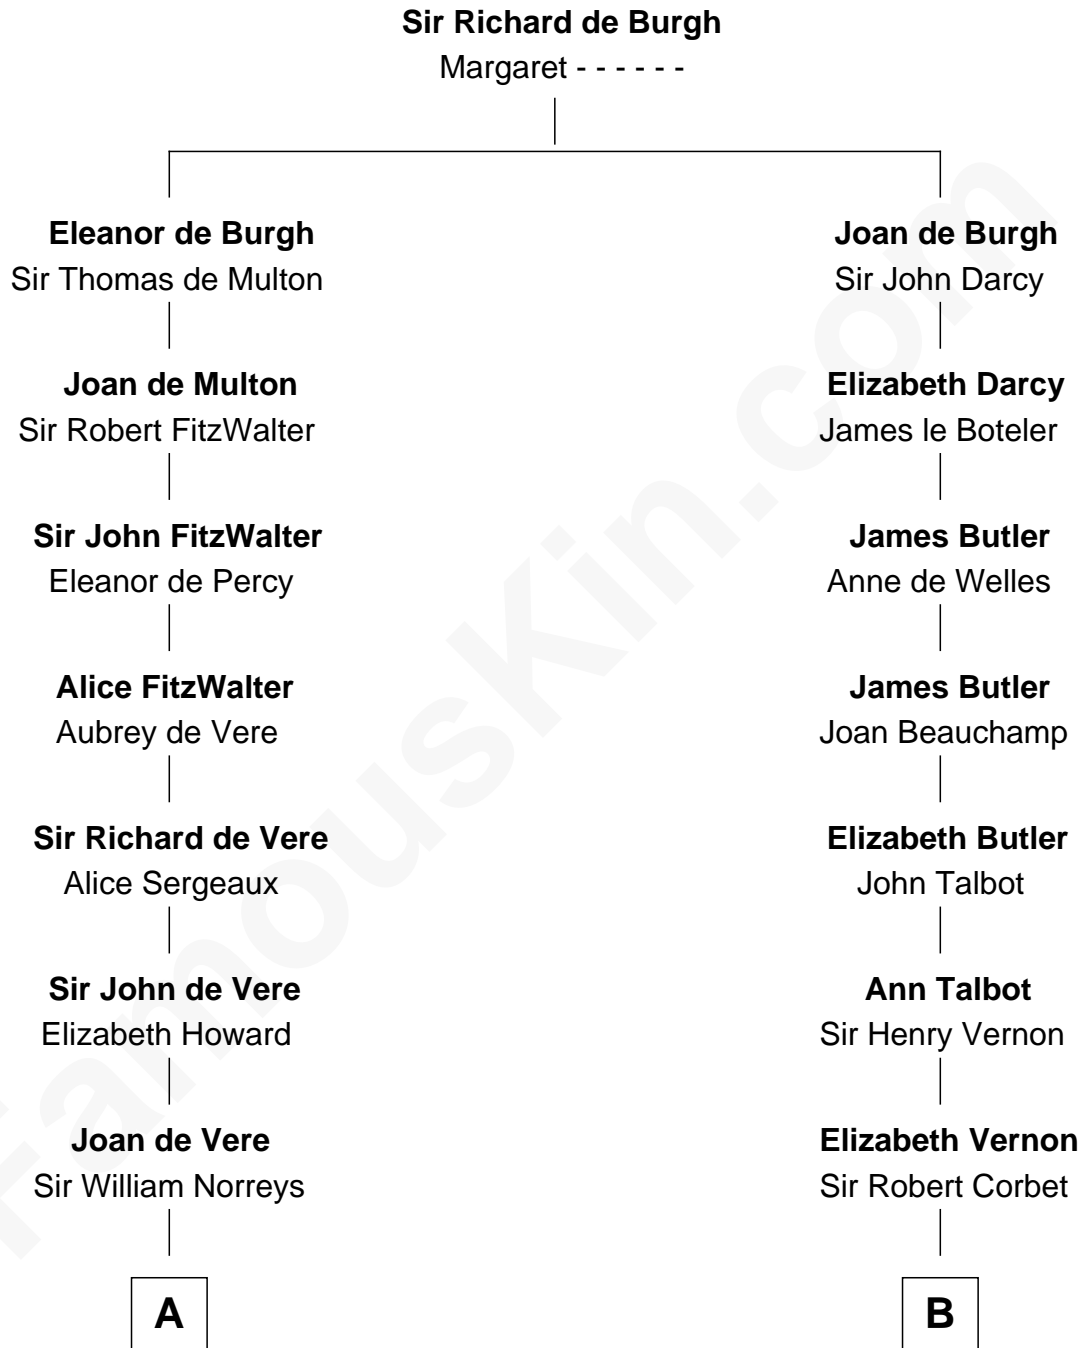 Sir Richard de Burgh
Margaret - - - - - -
Eleanor de Burgh
Sir Thomas de Multon
Joan de Multon
Sir Robert FitzWalter
Sir John FitzWalter
Eleanor de Percy
Alice FitzWalter
Aubrey de Vere
Sir Richard de Vere
Alice Sergeaux
Sir John de Vere
Elizabeth Howard
Joan de Vere
Sir William Norreys
A
Joan de Burgh
Sir John Darcy
Elizabeth Darcy
James le Boteler
James Butler
Anne de Welles
James Butler
Joan Beauchamp
Elizabeth Butler
John Talbot
Ann Talbot
Sir Henry Vernon
Elizabeth Vernon
Sir Robert Corbet
B
FamousKin.com